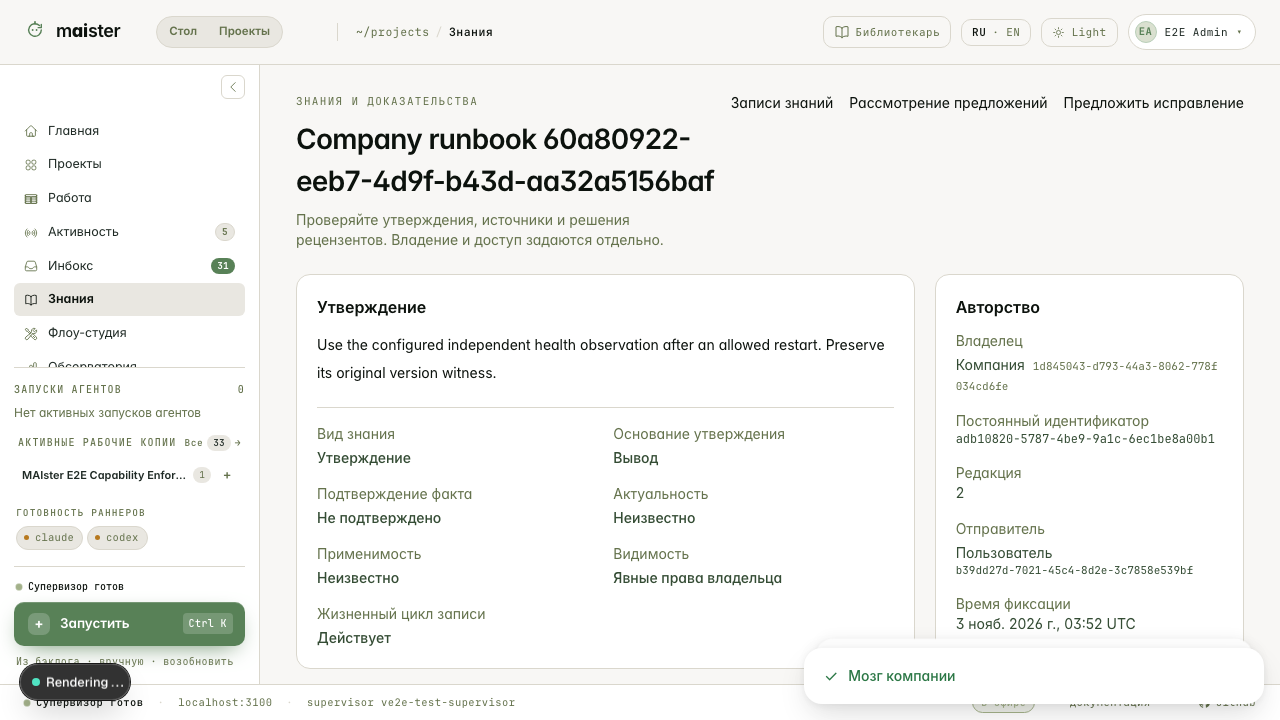 maister
Стол Проекты
~/projects / Знания
Библиотекарь
RU · EN
Light
EA E2E Admin
Главная
Проекты
Работа
Активность 5
Инбокс 31
Знания
Флоу-студия
Обсерватория
ЗАПУСКИ АГЕНТОВ 0
Нет активных запусков агентов
АКТИВНЫЕ РАБОЧИЕ КОПИИ Все 33 →
MAIster E2E Capability Enfor... 1 +
ГОТОВНОСТЬ РАННЕРОВ
claude codex
Супервизор готов
+ Запустить Ctrl K
Из бэклога · вручную · возобновить
Rendering ...
ЗНАНИЯ И ДОКАЗАТЕЛЬСТВА
Записи знаний Рассмотрение предложений Предложить исправление
Company runbook 60a80922-
eeb7-4d9f-b43d-aa32a5156baf
Проверяйте утверждения, источники и решения
рецензентов. Владение и доступ задаются отдельно.
Утверждение
Use the configured independent health observation after an allowed restart. Preserve
its original version witness.
Вид знания
Утверждение
Основание утверждения
Вывод
Подтверждение факта
Не подтверждено
Актуальность
Неизвестно
Применимость
Неизвестно
Видимость
Явные права владельца
Жизненный цикл записи
Действует
Авторство
Владелец
Компания 1d845043-d793-44a3-8062-778f
034cd6fe
Постоянный идентификатор
adb10820-5787-4be9-9a1c-6ec1be8a00b1
Редакция
2
Отправитель
Пользователь
b39dd27d-7021-45c4-8d2e-3c7858e539bf
Время фиксации
3 нояб. 2026 г., 03:52 UTC
Мозг компании
Супервизор готов · localhost:3100 · supervisor ve2e-test-supervisor